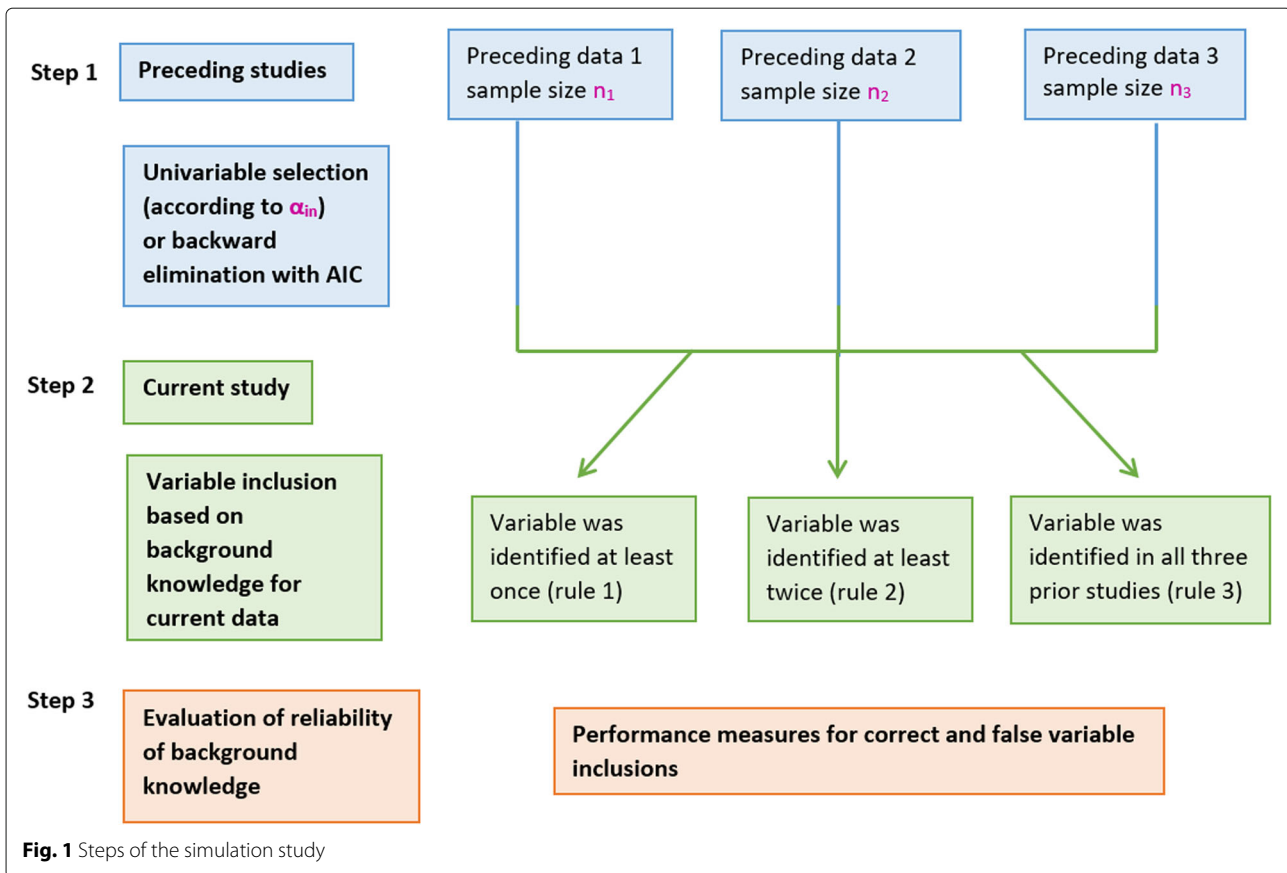 Step 1
Preceding studies
Preceding data 1
sample size n₁
Preceding data 2
sample size n₂
Preceding data 3
sample size n₃
Univariable selection
(according to αᵢₙ)
or backward
elimination with AIC
Step 2
Current study
Variable inclusion
based on
background
knowledge for
current data
Variable was
identified at least
once (rule 1)
Variable was
identified at least
twice (rule 2)
Variable was
identified in all three
prior studies (rule 3)
Step 3
Evaluation of reliability
of background
knowledge
Performance measures for correct and false variable
inclusions
Fig. 1 Steps of the simulation study